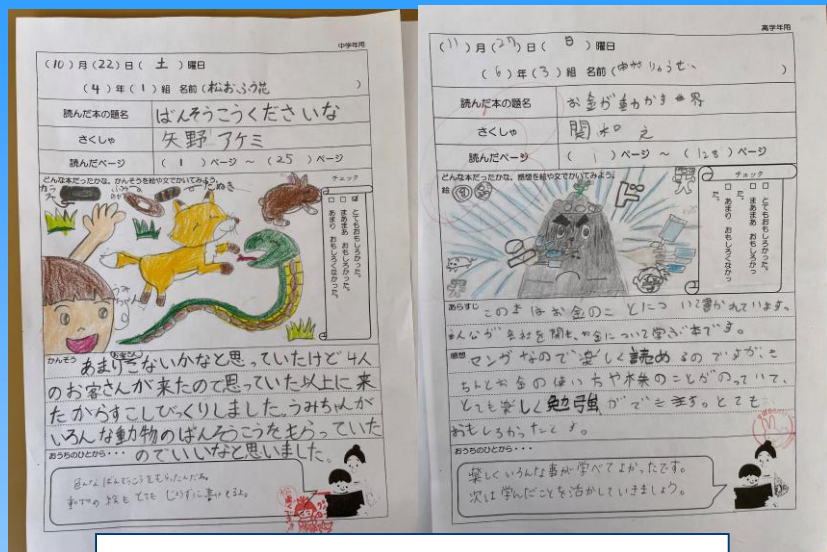 中学年用
(10)月(22)日(土)曜日
(4)年(1)組 名前(松おふう花)
読んだ本の題名 ばんそうこうくださいな
さくしゃ 矢野 アケミ
読んだページ (1)ページ ～ (25)ページ
どんな本だったかな。かんそうを絵や文でかいてみよう。
カラス
たぬき
うみちゃん
チェック
□ とてもおもしろかった。
□ まあまあ おもしろかった。
□ あまり おもしろくなかった。
かんそう あまりこないかなと思っていたけど 4人
のお客さんが来たので思っていた以上に来
たからすこしびっくりしました。うみちゃんが
いろんな動物のばんそうこうをもらっていた
のでいいなと思いました。
おうちのひとから・・・
高学年用
(11)月(27)日(日)曜日
(6)年(3)組 名前
読んだ本の題名 お金が動かす世界
さくしゃ
読んだページ (1)ページ ～ (128)ページ
どんな本だったかな。感想を絵や文でかいてみよう。
絵
ド
チェック
□ とてもおもしろかった。
□ まあまあ おもしろかった。
□ あまり おもしろくなかった。
あらすじ この本はお金のことについて書かれています。
主人公が会社を開き、お金について学ぶ本です。
感想 マンガなので楽しく読めるのですが、き
ちんとお金の使い方や株のことがのっていて、
とても楽しく勉強ができます。とても
おもしろかったです。
おうちのひとから・・・
楽しくいろんな事が学べてよかったです。
次は学んだことを活かしていきましょう。